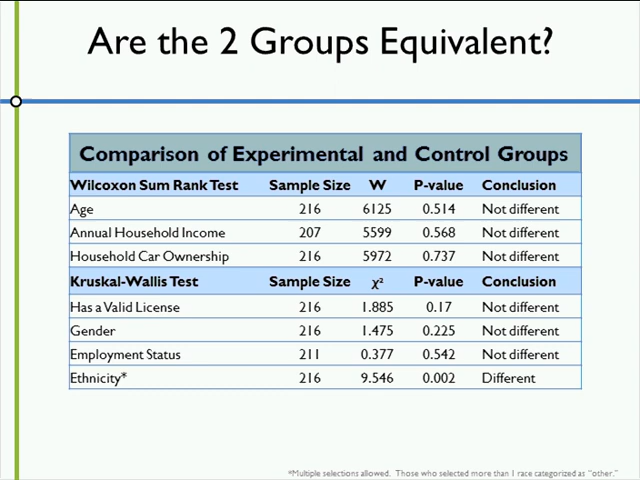 Are the 2 Groups Equivalent?
Comparison of Experimental and Control Groups
Wilcoxon Sum Rank Test Sample Size W P-value Conclusion
Age 216 6125 0.514 Not different
Annual Household Income 207 5599 0.568 Not different
Household Car Ownership 216 5972 0.737 Not different
Kruskal-Wallis Test Sample Size χ² P-value Conclusion
Has a Valid License 216 1.885 0.17 Not different
Gender 216 1.475 0.225 Not different
Employment Status 211 0.377 0.542 Not different
Ethnicity* 216 9.546 0.002 Different
*Multiple selections allowed. Those who selected more than 1 race categorized as “other.”